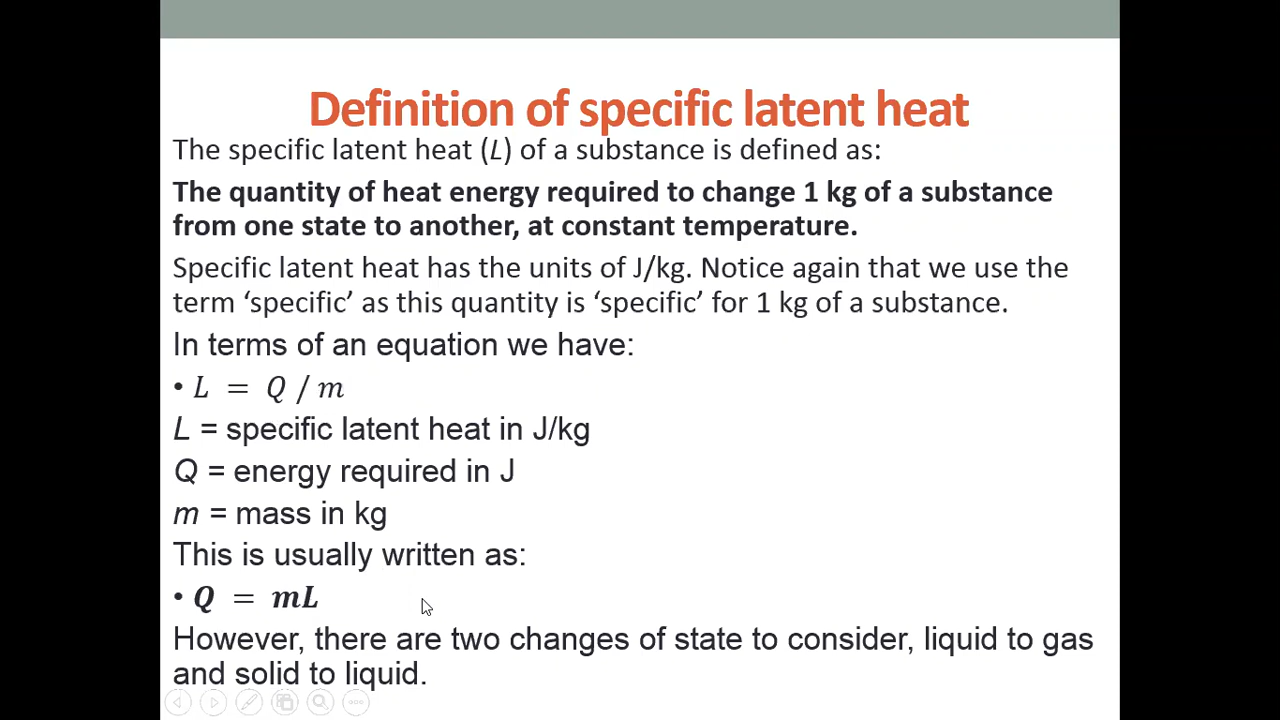 Definition of specific latent heat
The specific latent heat (L) of a substance is defined as:
The quantity of heat energy required to change 1 kg of a substance
from one state to another, at constant temperature.
Specific latent heat has the units of J/kg. Notice again that we use the
term ‘specific’ as this quantity is ‘specific’ for 1 kg of a substance.
In terms of an equation we have:
• L = Q / m
L = specific latent heat in J/kg
Q = energy required in J
m = mass in kg
This is usually written as:
• Q = mL
However, there are two changes of state to consider, liquid to gas
and solid to liquid.